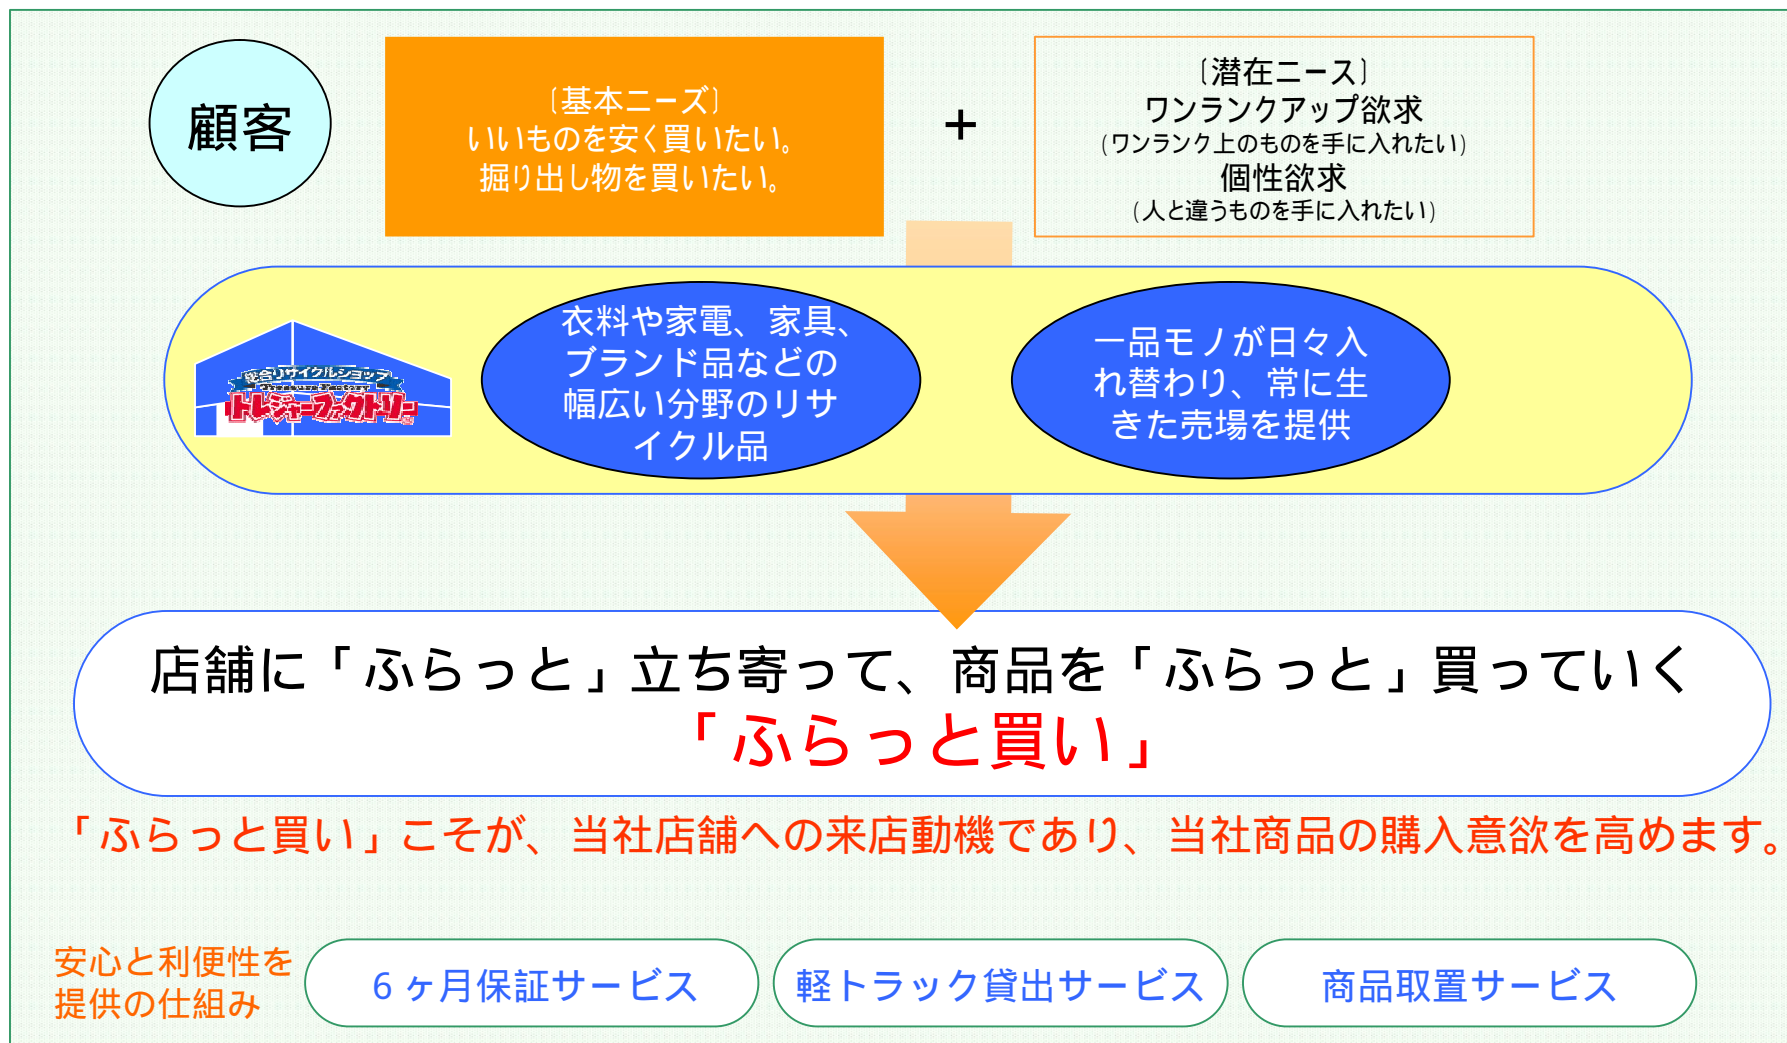 顧客
〔基本ニーズ〕
いいものを安く買いたい。
掘り出し物を買いたい。
+
〔潜在ニース〕
ワンランクアップ欲求
(ワンランク上のものを手に入れたい)
個性欲求
(人と違うものを手に入れたい)
総合リサイクルショップ
Treasure Factory
トレジャーファクトリー
衣料や家電、家具、
ブランド品などの
幅広い分野のリサ
イクル品
一品モノが日々入
れ替わり、常に生
きた売場を提供
店舗に「ふらっと」立ち寄って、商品を「ふらっと」買っていく
「ふらっと買い」
「ふらっと買い」こそが、当社店舗への来店動機であり、当社商品の購入意欲を高めます。
安心と利便性を
提供の仕組み
6ヶ月保証サービス
軽トラック貸出サービス
商品取置サービス